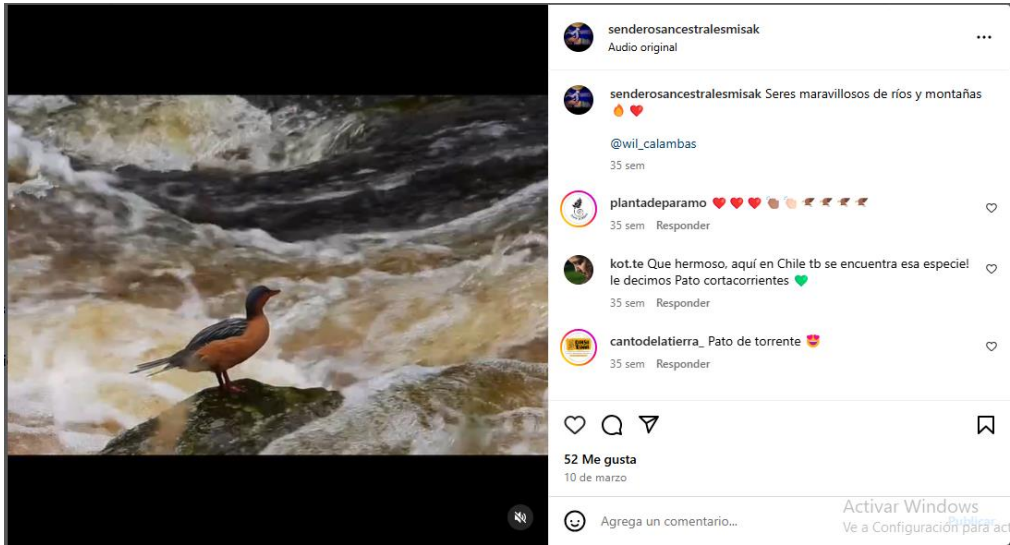 senderosancestralesmisak
Audio original
senderosancestralesmisak Seres maravillosos de ríos y montañas
🔥 ❤️
@wil_calambas
35 sem
plantadeparamo ❤️❤️❤️👏🏽👏🏻🦅🦅🦅🦅
35 sem Responder
kot.te Que hermoso, aquí en Chile tb se encuentra esa especie!
le decimos Pato cortacorrientes 💚
35 sem Responder
cantodelatierra_ Pato de torrente 😍
35 sem Responder
52 Me gusta
10 de marzo
Agrega un comentario...
Publicar
Activar Windows
Ve a Configuración para act